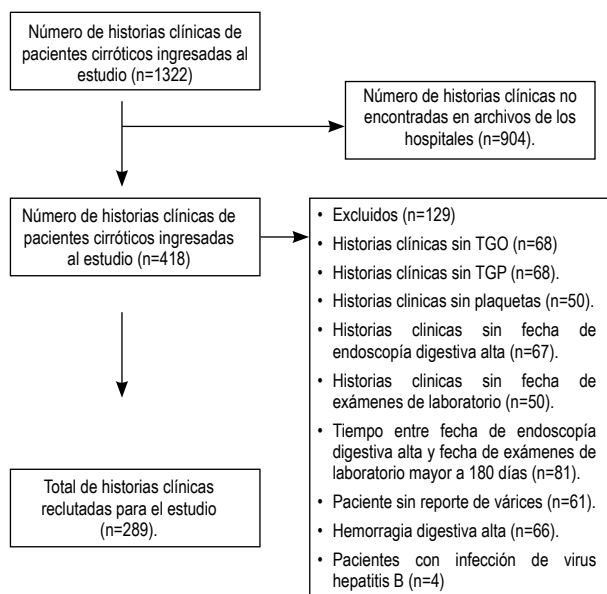 Número de historias clínicas de
pacientes cirróticos ingresadas al
estudio (n=1322)
Número de historias clínicas no
encontradas en archivos de los
hospitales (n=904).
Número de historias clínicas de
pacientes cirróticos ingresadas
al estudio (n=418)
• Excluidos (n=129)
• Historias clínicas sin TGO (n=68)
• Historias clínicas sin TGP (n=68).
• Historias clinicas sin plaquetas (n=50).
• Historias clinicas sin fecha de
endoscopía digestiva alta (n=67).
• Historias clinicas sin fecha de
exámenes de laboratorio (n=50).
• Tiempo entre fecha de endoscopía
digestiva alta y fecha de exámenes de
laboratorio mayor a 180 días (n=81).
• Paciente sin reporte de várices (n=61).
• Hemorragia digestiva alta (n=66).
• Pacientes con infección de virus
hepatitis B (n=4)
Total de historias clínicas
reclutadas para el estudio
(n=289).